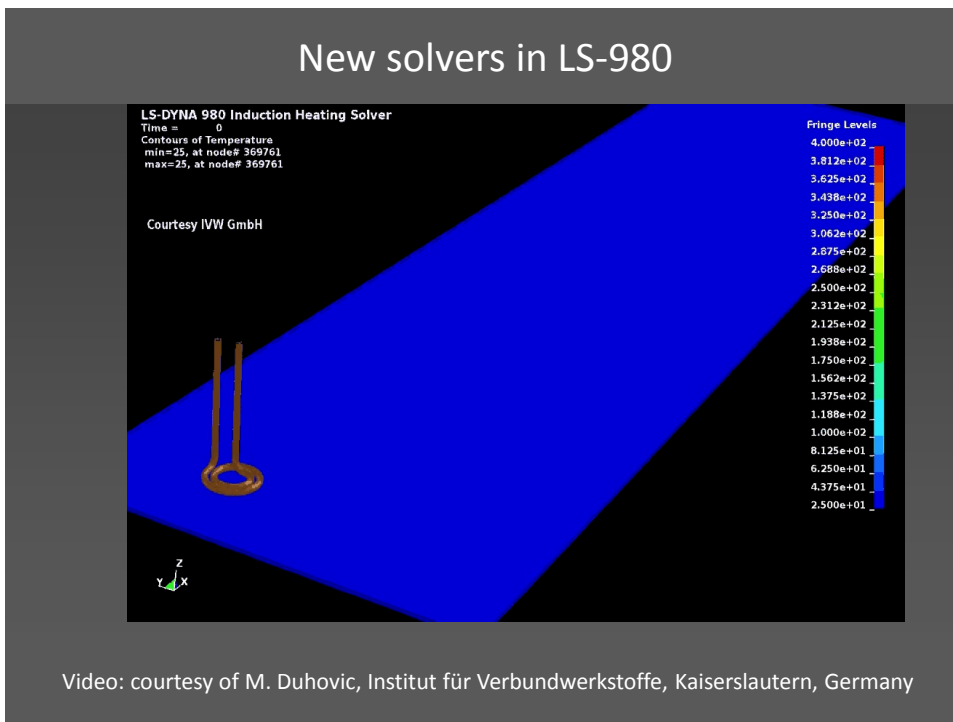 New solvers in LS-980
LS-DYNA 980 Induction Heating Solver
Time =        0
Contours of Temperature
min=25, at node# 369761
max=25, at node# 369761
Courtesy IVW GmbH
Fringe Levels
4.000e+02
3.812e+02
3.625e+02
3.438e+02
3.250e+02
3.062e+02
2.875e+02
2.688e+02
2.500e+02
2.312e+02
2.125e+02
1.938e+02
1.750e+02
1.562e+02
1.375e+02
1.188e+02
1.000e+02
8.125e+01
6.250e+01
4.375e+01
2.500e+01
Z
Y X
Video: courtesy of M. Duhovic, Institut für Verbundwerkstoffe, Kaiserslautern, Germany